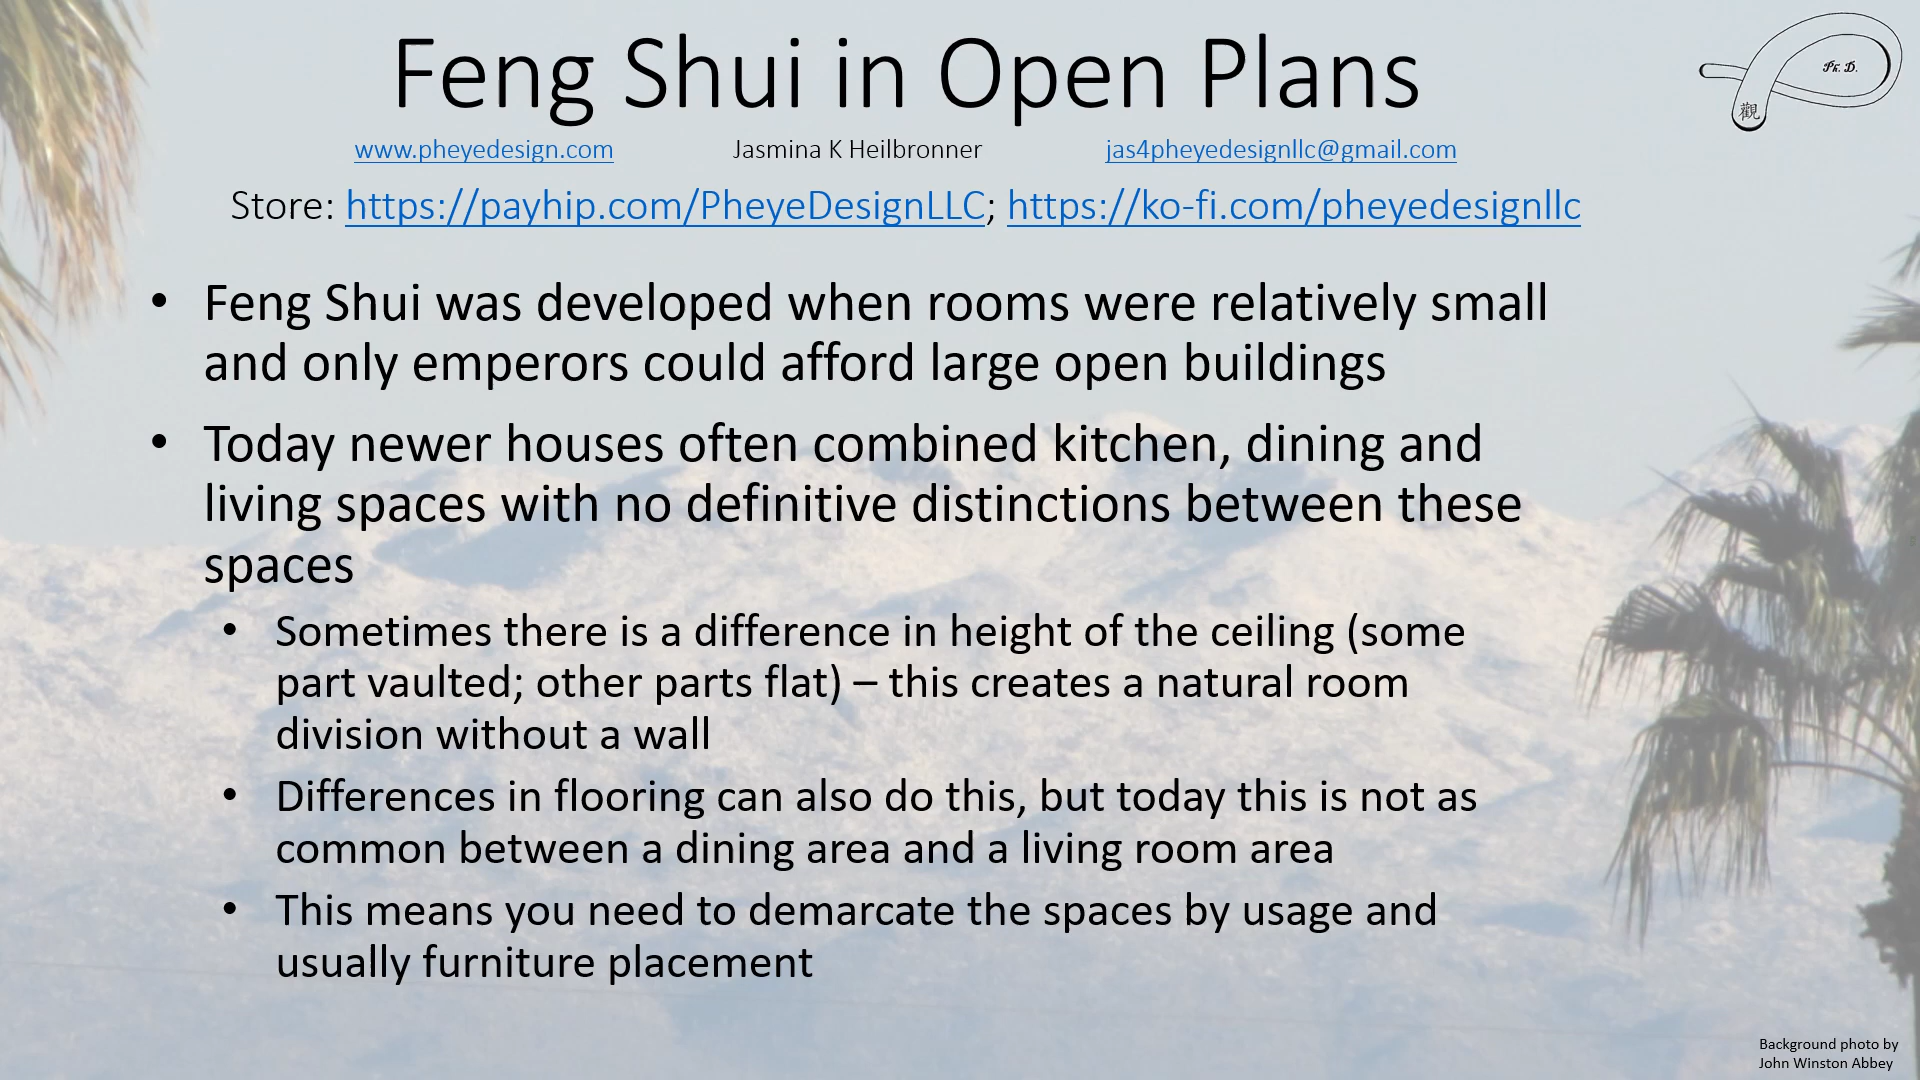 Feng Shui in Open Plans
Ph.D.
觀
www.pheyedesign.com Jasmina K Heilbronner jas4pheyedesignllc@gmail.com
Store: https://payhip.com/PheyeDesignLLC; https://ko-fi.com/pheyedesignllc
• Feng Shui was developed when rooms were relatively small
and only emperors could afford large open buildings
• Today newer houses often combined kitchen, dining and
living spaces with no definitive distinctions between these
spaces
• Sometimes there is a difference in height of the ceiling (some
part vaulted; other parts flat) – this creates a natural room
division without a wall
• Differences in flooring can also do this, but today this is not as
common between a dining area and a living room area
• This means you need to demarcate the spaces by usage and
usually furniture placement
Background photo by
John Winston Abbey